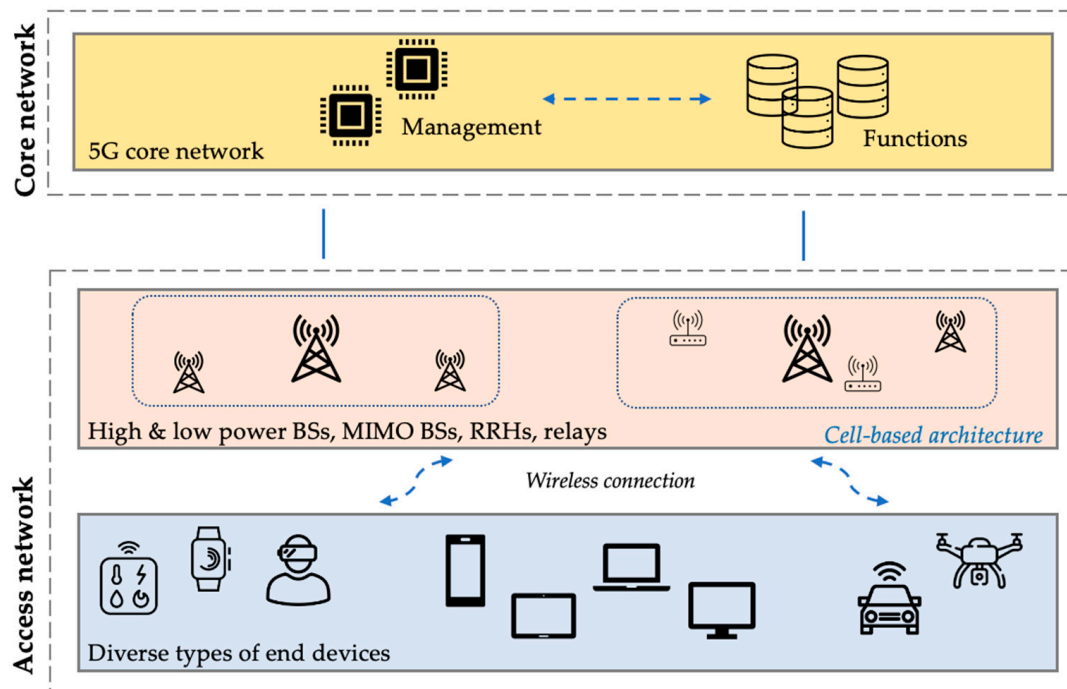 Core network
Management
Functions
5G core network
Access network
High & low power BSs, MIMO BSs, RRHs, relays
Cell-based architecture
Wireless connection
Diverse types of end devices